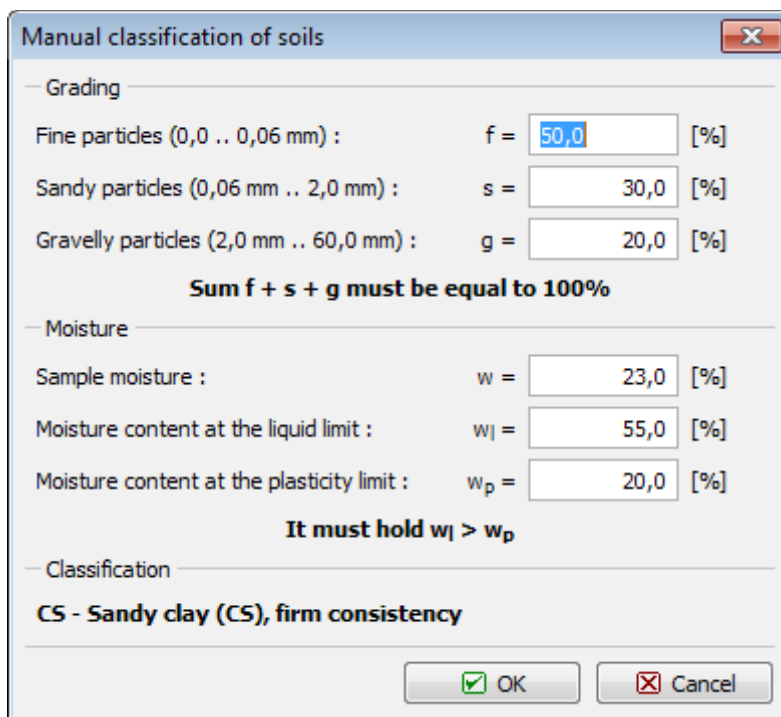 Manual classification of soils
Grading
Fine particles (0,0 .. 0,06 mm) : f = 50,0 [%]
Sandy particles (0,06 mm .. 2,0 mm) : s = 30,0 [%]
Gravelly particles (2,0 mm .. 60,0 mm) : g = 20,0 [%]
Sum f + s + g must be equal to 100%
Moisture
Sample moisture : w = 23,0 [%]
Moisture content at the liquid limit : wl = 55,0 [%]
Moisture content at the plasticity limit : wp = 20,0 [%]
It must hold wl > wp
Classification
CS - Sandy clay (CS), firm consistency
OK Cancel